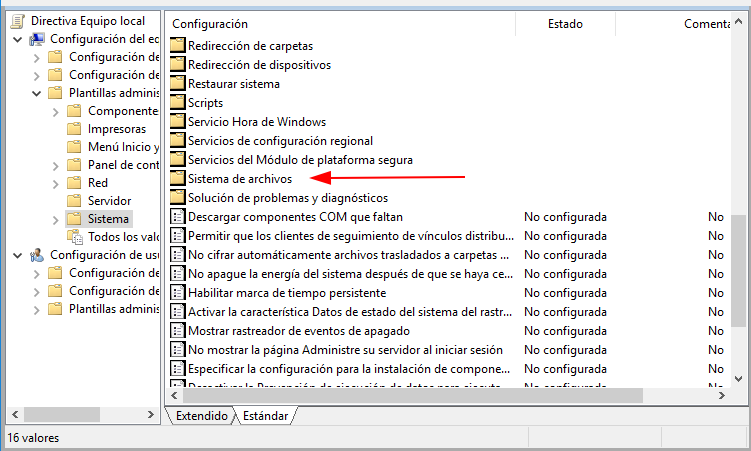 Directiva Equipo local
Configuración del e
Configuración de
Configuración de
Plantillas adminis
Componentes
Impresoras
Menú Inicio y
Panel de cont
Red
Servidor
Sistema
Todos los valo
Configuración de us
Configuración de
Configuración de
Plantillas adminis
Configuración Estado Comenta
Redirección de carpetas
Redirección de dispositivos
Restaurar sistema
Scripts
Servicio Hora de Windows
Servicios de configuración regional
Servicios del Módulo de plataforma segura
Sistema de archivos
Solución de problemas y diagnósticos
Descargar componentes COM que faltan No configurada No
Permitir que los clientes de seguimiento de vínculos distribu... No configurada No
No cifrar automáticamente archivos trasladados a carpetas ... No configurada No
No apague la energía del sistema después de que se haya ce... No configurada No
Habilitar marca de tiempo persistente No configurada No
Activar la característica Datos de estado del sistema del rastr... No configurada No
Mostrar rastreador de eventos de apagado No configurada No
No mostrar la página Administre su servidor al iniciar sesión No configurada No
Especificar la configuración para la instalación de compone... No configurada No
Extendido Estándar
16 valores